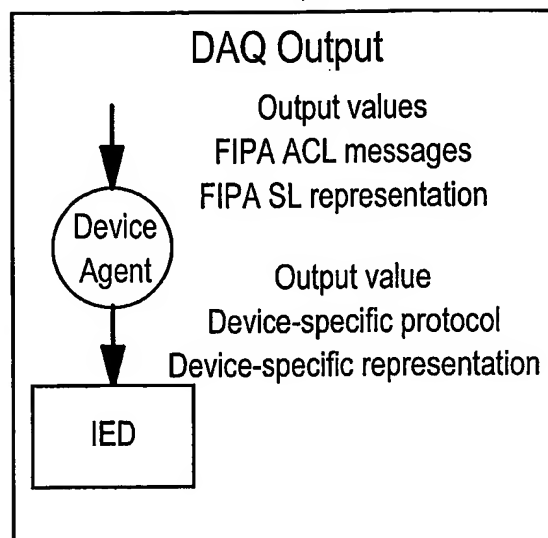 DAQ Output
Output values
FIPA ACL messages
FIPA SL representation
Device
Agent
Output value
Device-specific protocol
Device-specific representation
IED